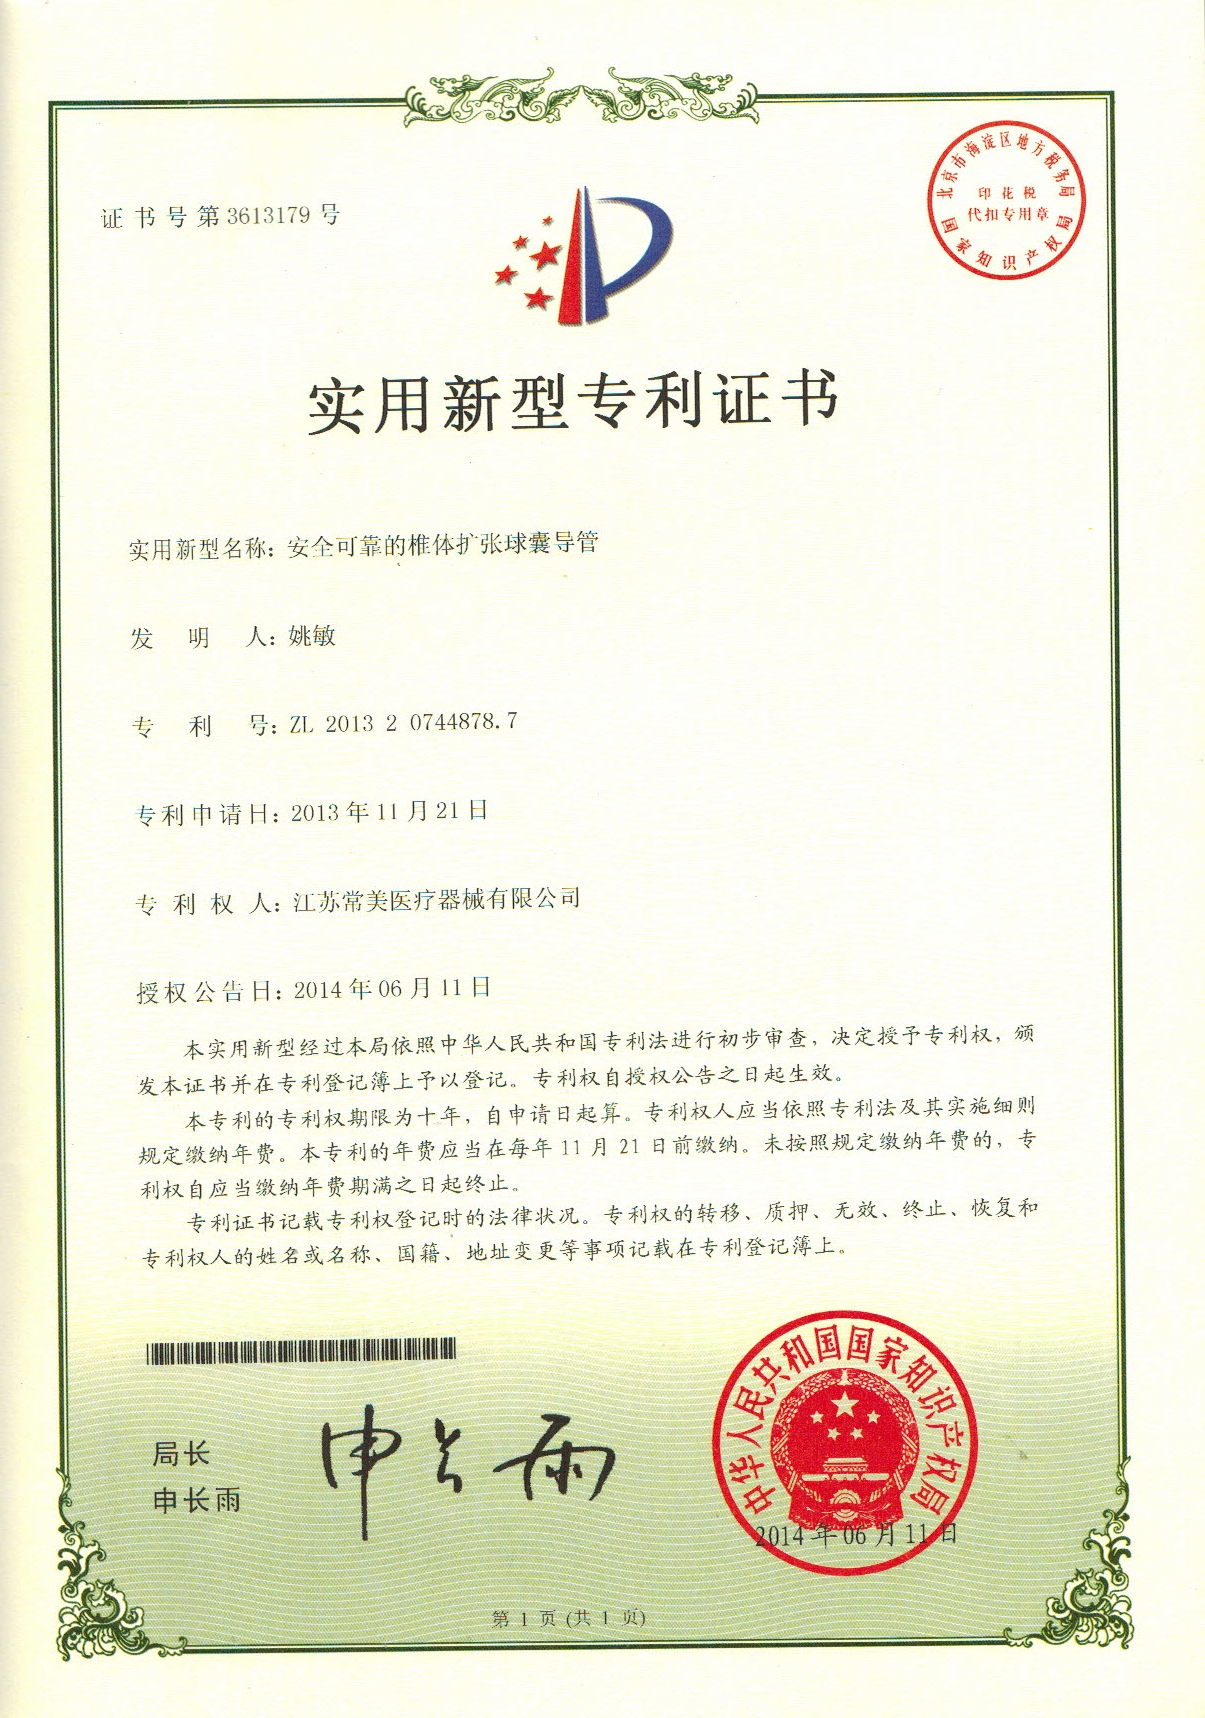 证书号第3613179号
北京市海淀区地方税务局
印花税
代扣专用章
国家知识产权局
实用新型专利证书
实用新型名称：安全可靠的椎体扩张球囊导管
发明人：姚敏
专利号：ZL 2013 2 0744878.7
专利申请日：2013年11月21日
专利权人：江苏常美医疗器械有限公司
授权公告日：2014年06月11日
本实用新型经过本局依照中华人民共和国专利法进行初步审查，决定授予专利权，颁
发本证书并在专利登记簿上予以登记。专利权自授权公告之日起生效。
本专利的专利权期限为十年，自申请日起算。专利权人应当依照专利法及其实施细则
规定缴纳年费。本专利的年费应当在每年11月21日前缴纳。未按照规定缴纳年费的，专
利权自应当缴纳年费期满之日起终止。
专利证书记载专利权登记时的法律状况。专利权的转移、质押、无效、终止、恢复和
专利权人的姓名或名称、国籍、地址变更等事项记载在专利登记簿上。
局长
申长雨
申长雨
中华人民共和国国家知识产权局
2014年06月11日
第1页(共1页)